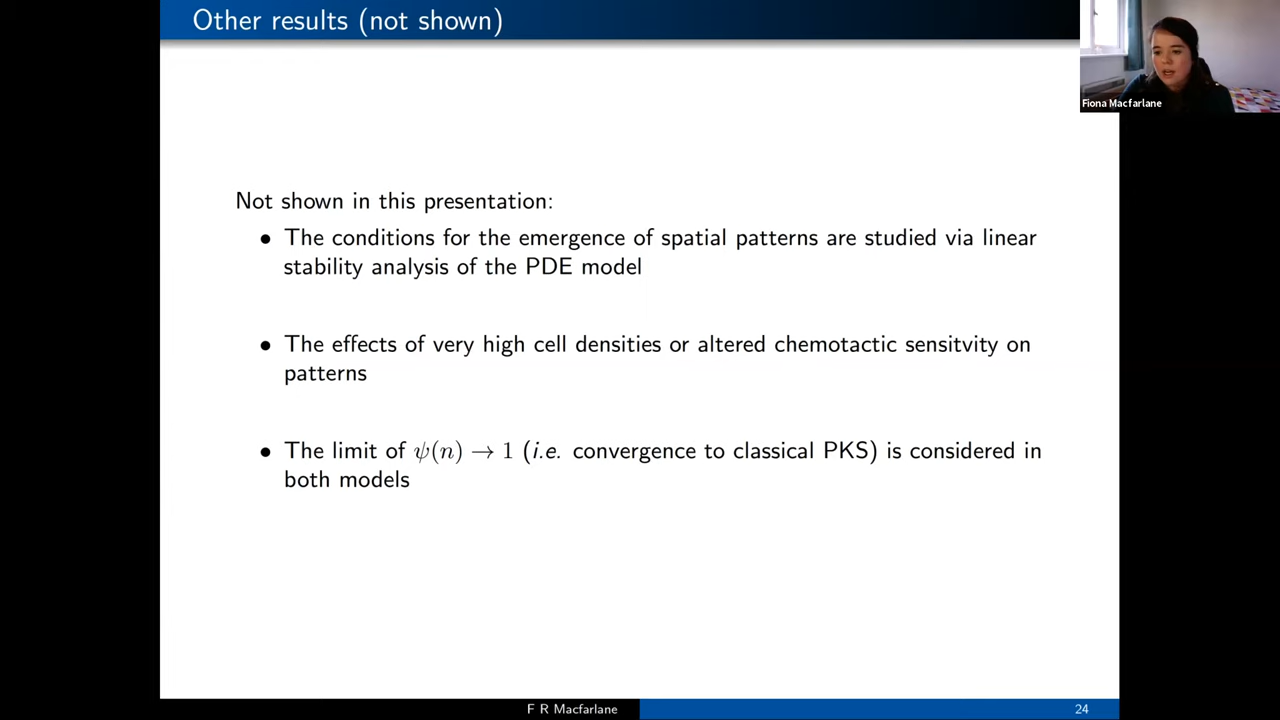 Other results (not shown)
Fiona Macfarlane
Not shown in this presentation:
• The conditions for the emergence of spatial patterns are studied via linear
stability analysis of the PDE model
• The effects of very high cell densities or altered chemotactic sensitvity on
patterns
• The limit of ψ(n) → 1 (i.e. convergence to classical PKS) is considered in
both models
F R Macfarlane
24